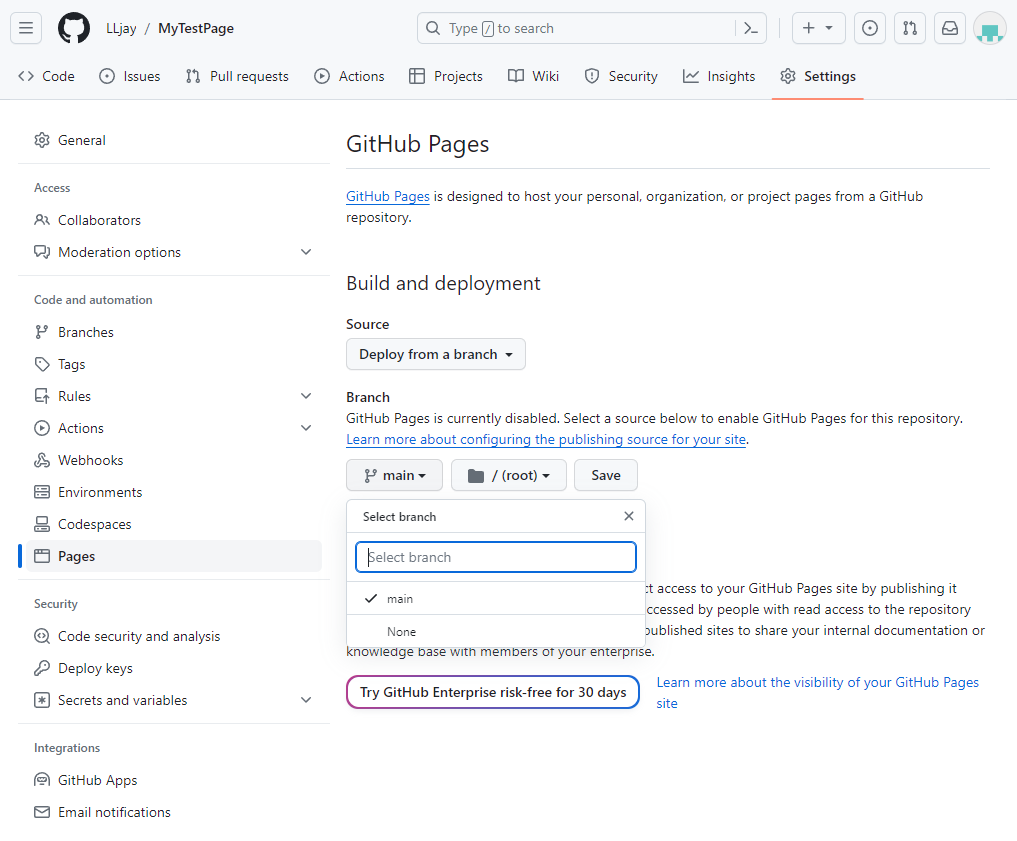 LLjay / MyTestPage
Type / to search
Code
Issues
Pull requests
Actions
Projects
Wiki
Security
Insights
Settings
General
Access
Collaborators
Moderation options
Code and automation
Branches
Tags
Rules
Actions
Webhooks
Environments
Codespaces
Pages
Security
Code security and analysis
Deploy keys
Secrets and variables
Integrations
GitHub Apps
Email notifications
GitHub Pages
GitHub Pages is designed to host your personal, organization, or project pages from a GitHub
repository.
Build and deployment
Source
Deploy from a branch
Branch
GitHub Pages is currently disabled. Select a source below to enable GitHub Pages for this repository.
Learn more about configuring the publishing source for your site.
main
/ (root)
Save
Select branch
Select branch
main
None
access to your GitHub Pages site by publishing it
by people with read access to the repository
published sites to share your internal documentation or
knowledge base with members of your enterprise.
Try GitHub Enterprise risk-free for 30 days
Learn more about the visibility of your GitHub Pages
site